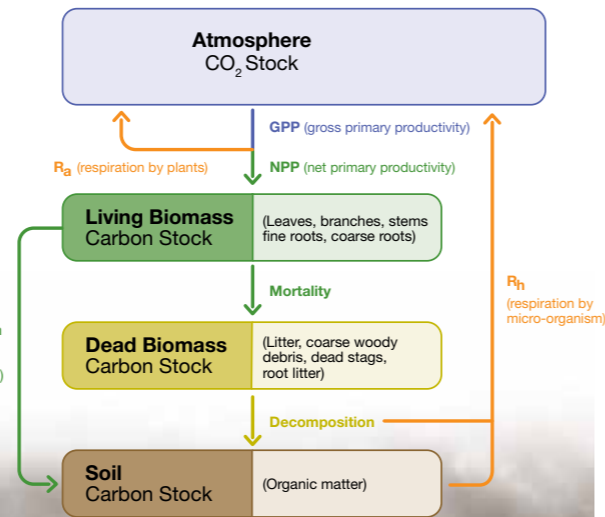 Atmosphere
CO2 Stock
GPP (gross primary productivity)
Ra (respiration by plants)
NPP (net primary productivity)
Living Biomass
Carbon Stock
(Leaves, branches, stems
fine roots, coarse roots)
Mortality
Rh
(respiration by
micro-organism)
Dead Biomass
Carbon Stock
(Litter, coarse woody
debris, dead stags,
root litter)
Decomposition
Soil
Carbon Stock
(Organic matter)